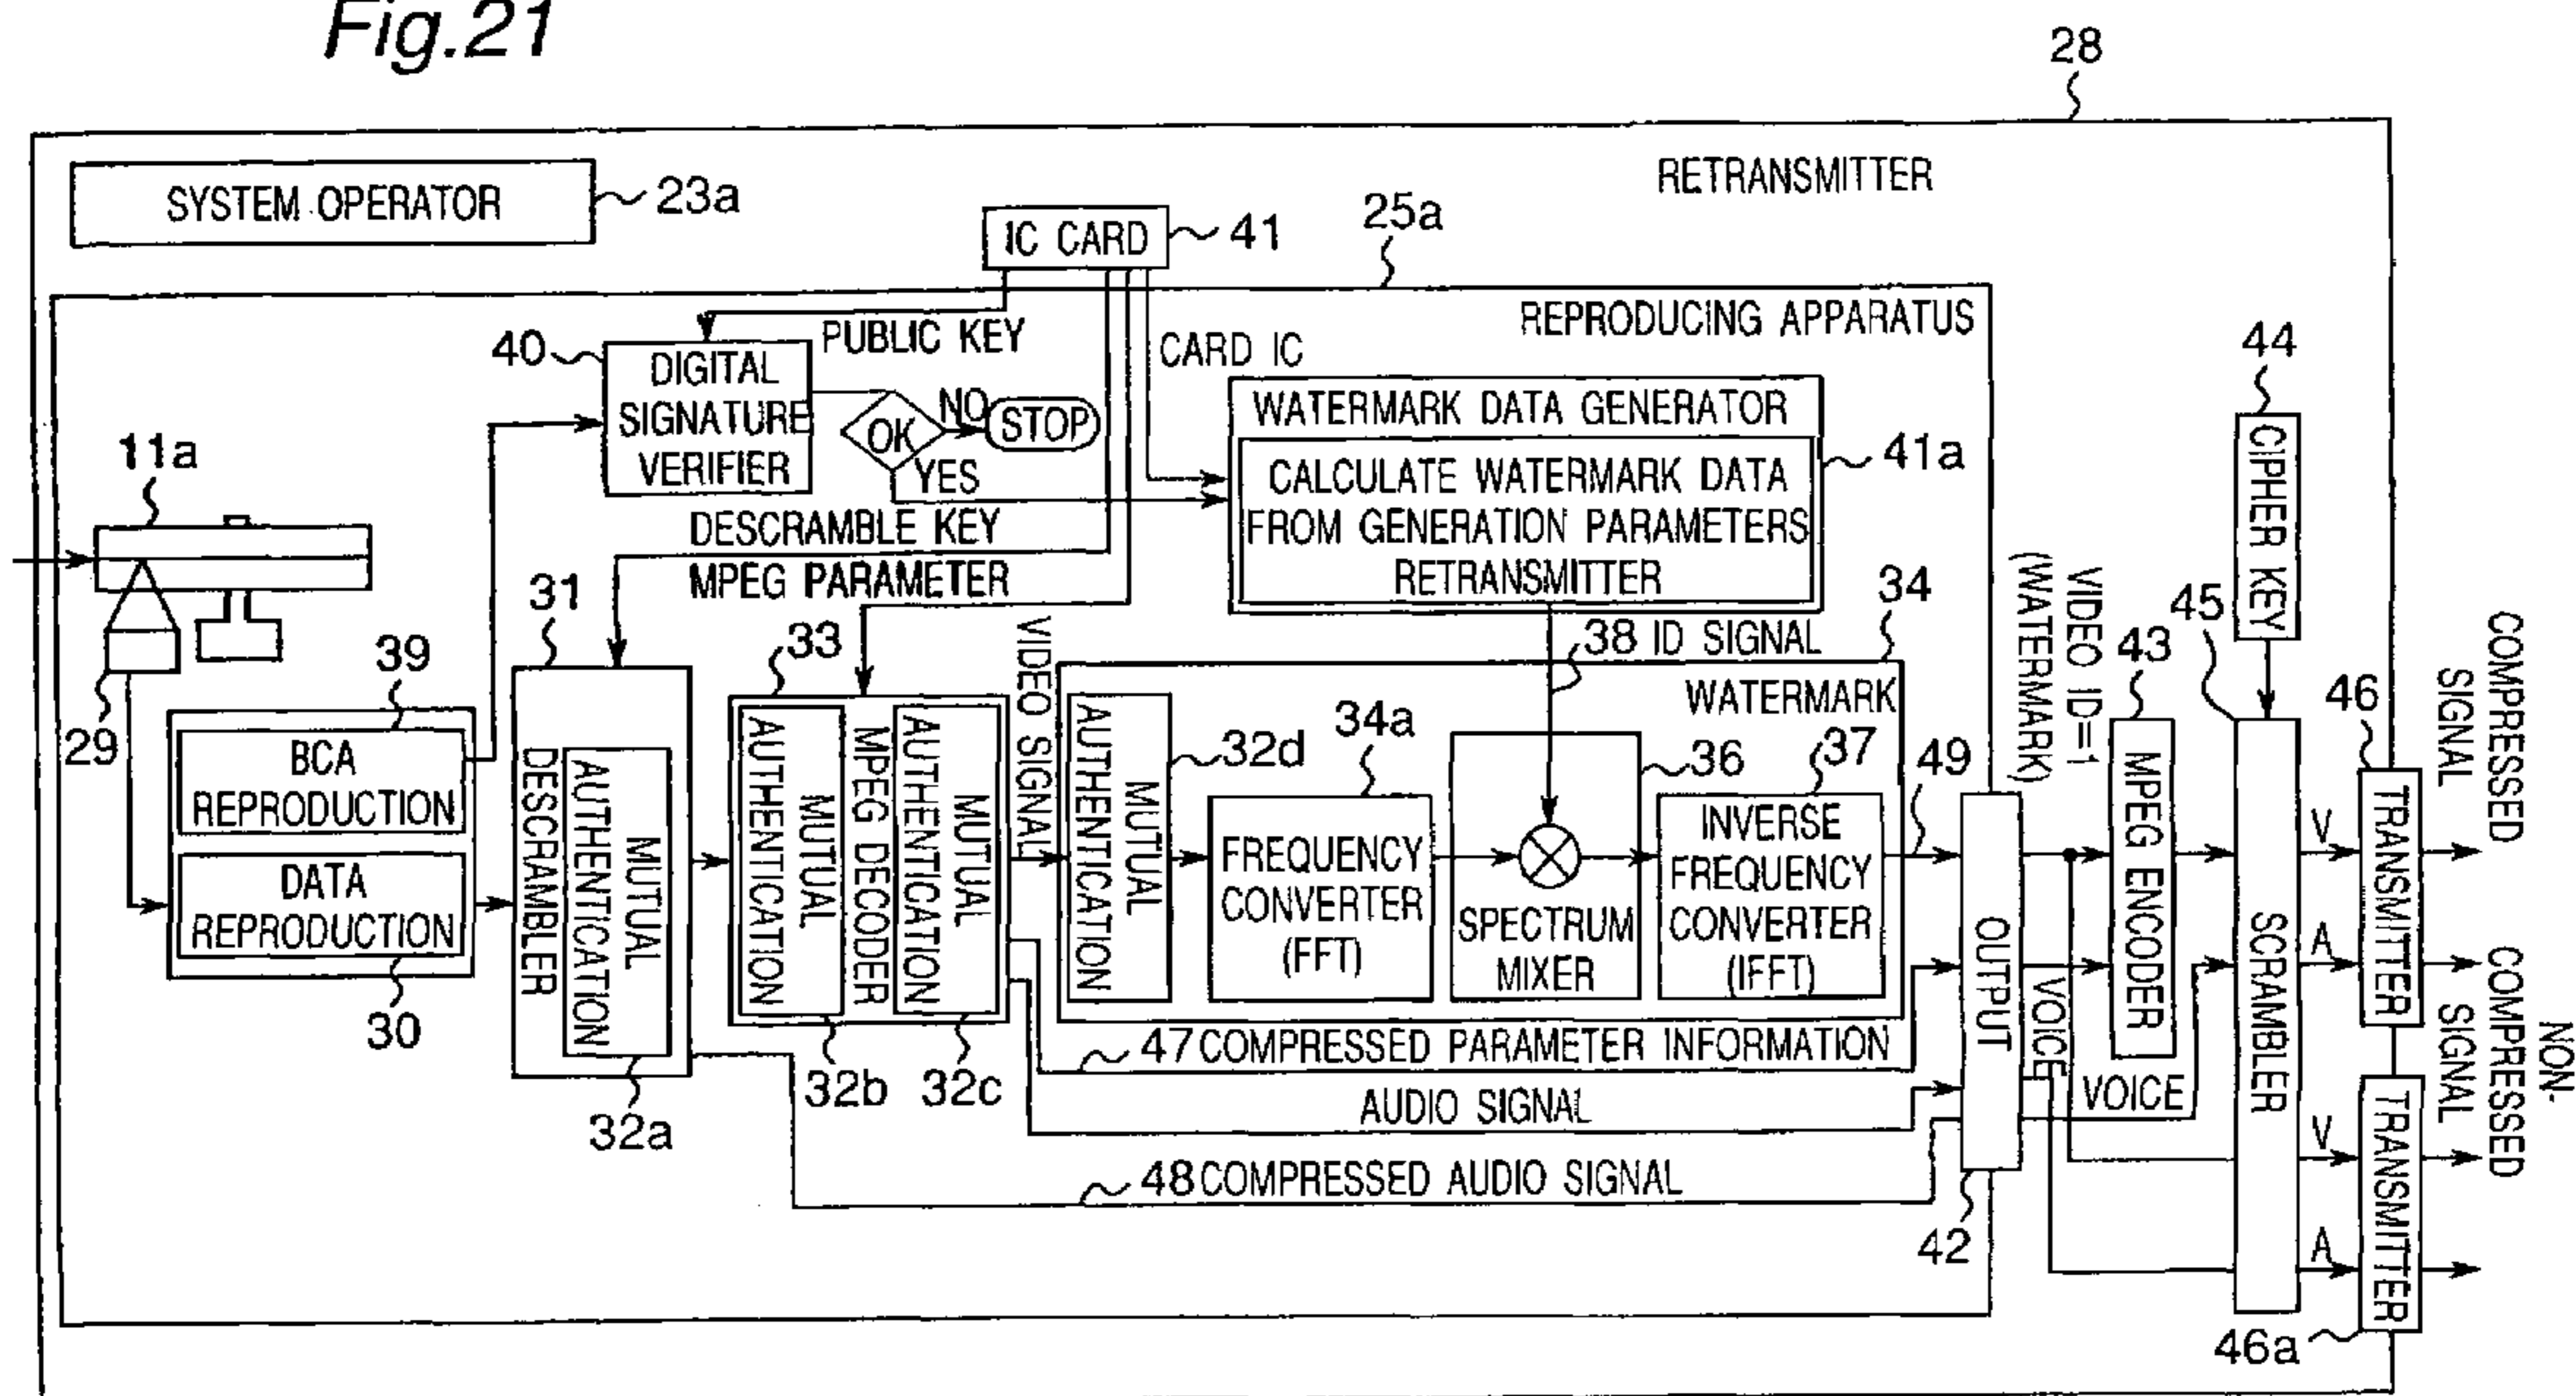 Fig.21
28
RETRANSMITTER
SYSTEM OPERATOR
23a
IC CARD
41
25a
REPRODUCING APPARATUS
PUBLIC KEY
CARD IC
40
DIGITAL
SIGNATURE
VERIFIER
OK
NO
STOP
YES
WATERMARK DATA GENERATOR
CALCULATE WATERMARK DATA
FROM GENERATION PARAMETERS
RETRANSMITTER
41a
44
CIPHER KEY
11a
29
DESCRAMBLE KEY
MPEG PARAMETER
39
BCA
REPRODUCTION
DATA
REPRODUCTION
30
31
DESCRAMBLER
MUTUAL
AUTHENTICATION
32a
33
MUTUAL
AUTHENTICATION
32b
MPEG DECODER
MUTUAL
AUTHENTICATION
32c
VIDEO SIGNAL
38 ID SIGNAL
34
WATERMARK
MUTUAL
AUTHENTICATION
32d
34a
FREQUENCY
CONVERTER
(FFT)
36
SPECTRUM
MIXER
37
INVERSE
FREQUENCY
CONVERTER
(IFFT)
49
47 COMPRESSED PARAMETER INFORMATION
AUDIO SIGNAL
48 COMPRESSED AUDIO SIGNAL
OUTPUT
42
VIDEO ID=1
(WATERMARK)
VOICE
VOICE
43
MPEG ENCODER
45
SCRAMBLER
V
A
V
A
46
TRANSMITTER
TRANSMITTER
46a
COMPRESSED
SIGNAL
NON-
COMPRESSED
SIGNAL